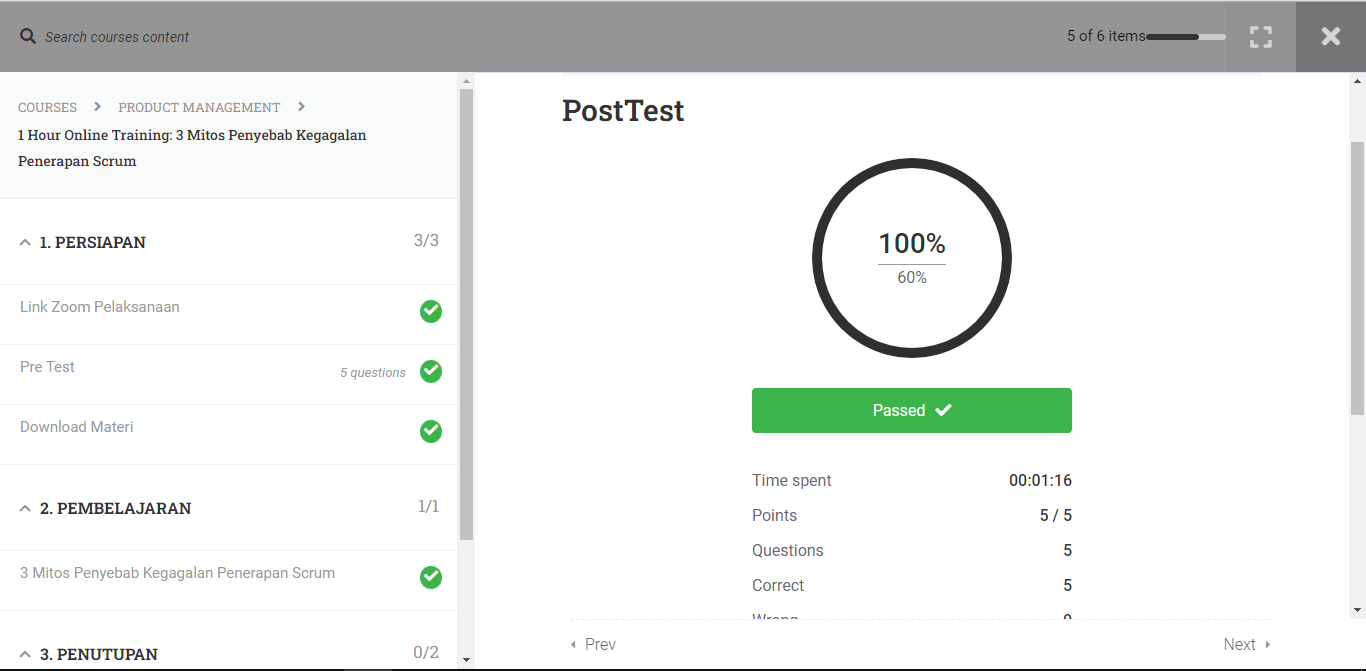 Search courses content
5 of 6 items
COURSES
PRODUCT MANAGEMENT
1 Hour Online Training: 3 Mitos Penyebab Kegagalan
Penerapan Scrum
1. PERSIAPAN 3/3
Link Zoom Pelaksanaan
Pre Test 5 questions
Download Materi
2. PEMBELAJARAN 1/1
3 Mitos Penyebab Kegagalan Penerapan Scrum
3. PENUTUPAN 0/2
PostTest
100%
60%
Passed
Time spent 00:01:16
Points 5 / 5
Questions 5
Correct 5
Wrong 0
Prev
Next